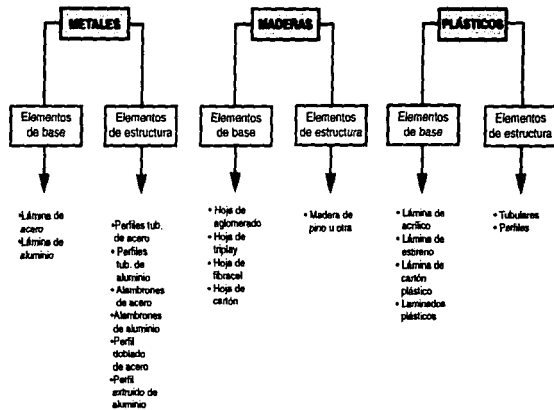 METALES
MADERAS
PLÁSTICOS
Elementos
de base
Elementos
de estructura
Elementos
de base
Elementos
de estructura
Elementos
de base
Elementos
de estructura
•Lámina de
acero
•Lámina de
aluminio
•Perfiles tub.
de acero
• Perfiles
tub. de
aluminio
• Alambrones
de acero
•Alambrones
de aluminio
• Perfil
doblado
de acero
•Perfil
extruido de
aluminio
• Hoja de
aglomerado
• Hoja de
triplay
• Hoja de
fibracel
• Hoja de
cartón
• Madera de
pino u otra
• Lámina de
acrílico
• Lámina de
estireno
• Lámina de
cartón
plástico
• Laminados
plásticos
• Tubulares
• Perfiles